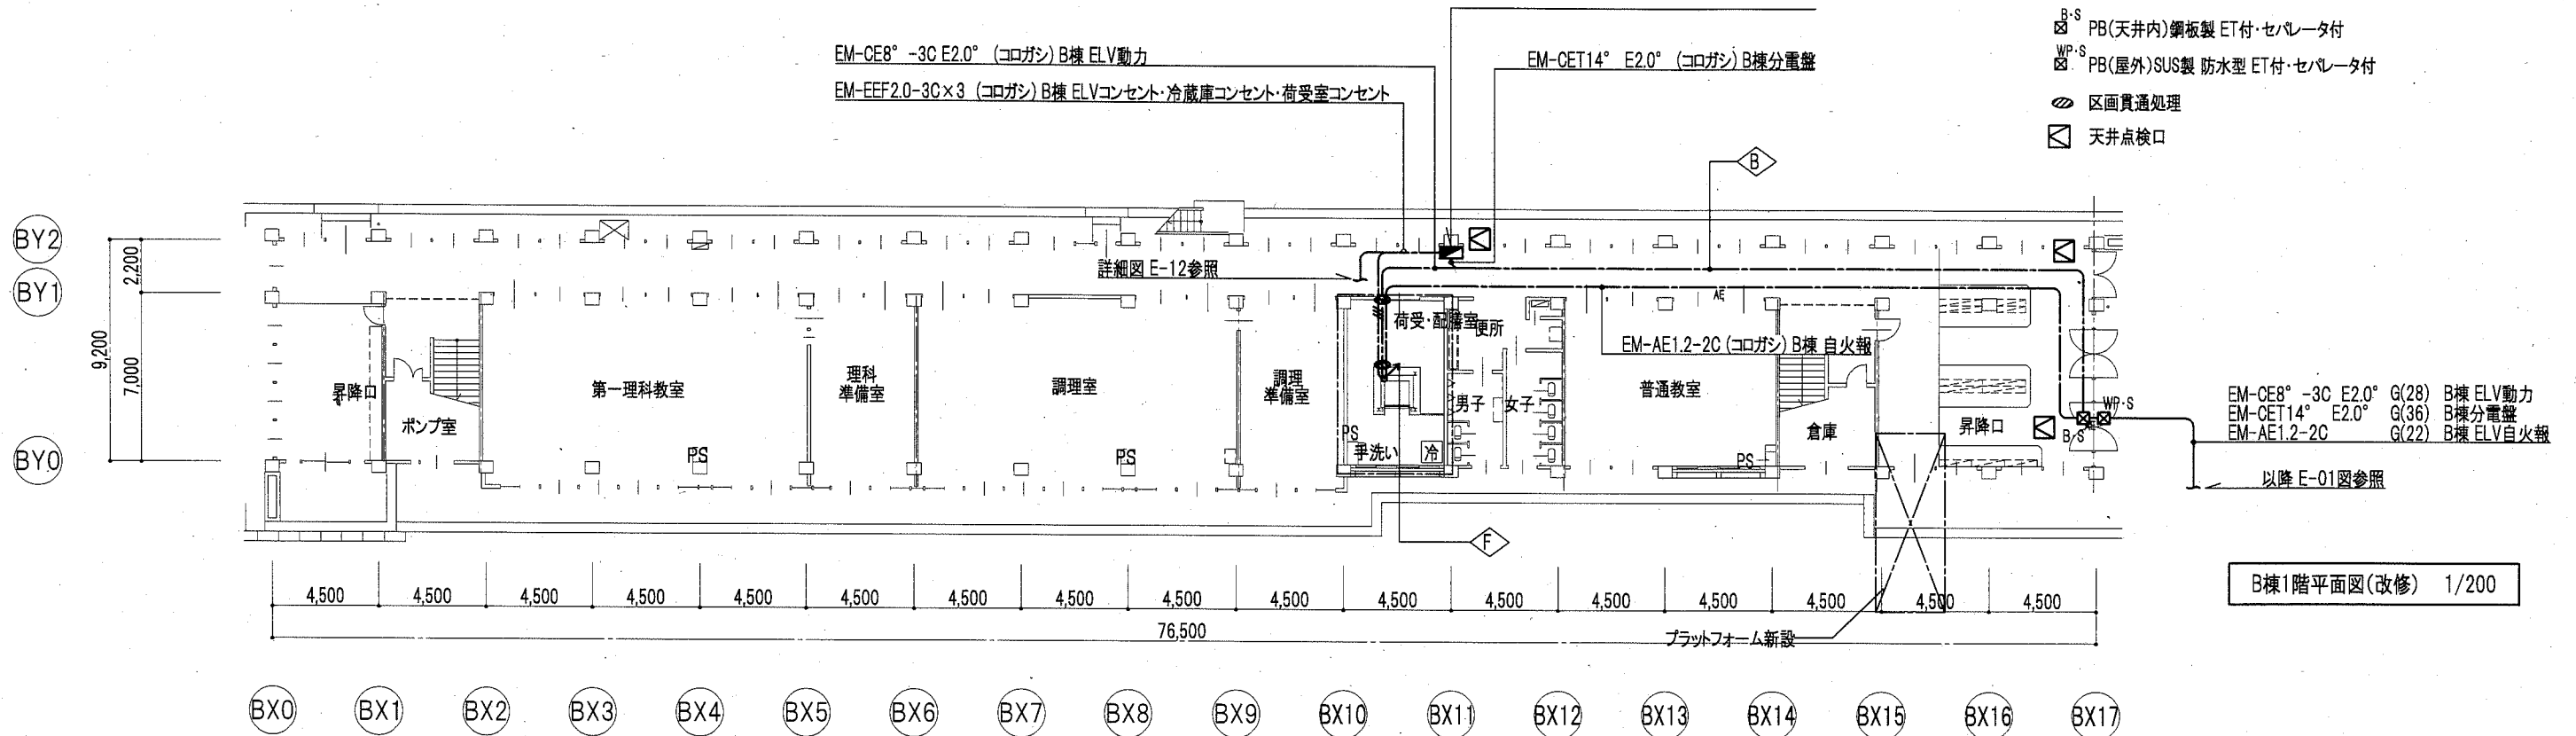 B·S
PB(天井内)鋼板製 ET付·セパレータ付
WP·S
PB(屋外)SUS製 防水型 ET付·セパレータ付
区画貫通処理
天井点検口
EM-CE8° -3C E2.0° (コロガシ) B棟 ELV動力
EM-EEF2.0-3C×3 (コロガシ) B棟 ELVコンセント·冷蔵庫コンセント·荷受室コンセント
EM-CET14° E2.0° (コロガシ) B棟分電盤
B
BY2
BY1
BY0
2,200
7,000
9,200
詳細図 E-12参照
AE
荷受·配膳室
便所
EM-AE1.2-2C (コロガシ) B棟 自火報
昇降口
ポンプ室
第一理科教室
理科
準備室
調理室
調理
準備室
男子
女子
普通教室
倉庫
昇降口
PS
PS
PS
手洗い
冷
PS
WP·S
B·S
AE
EM-CE8° -3C E2.0° G(28) B棟 ELV動力
EM-CET14° E2.0° G(36) B棟分電盤
EM-AE1.2-2C G(22) B棟 ELV自火報
以降 E-01図参照
F
4,500 4,500 4,500 4,500 4,500 4,500 4,500 4,500 4,500 4,500 4,500 4,500 4,500 4,500 4,500 4,500 4,500
76,500
プラットフォーム新設
B棟1階平面図(改修) 1/200
BX0 BX1 BX2 BX3 BX4 BX5 BX6 BX7 BX8 BX9 BX10 BX11 BX12 BX13 BX14 BX15 BX16 BX17